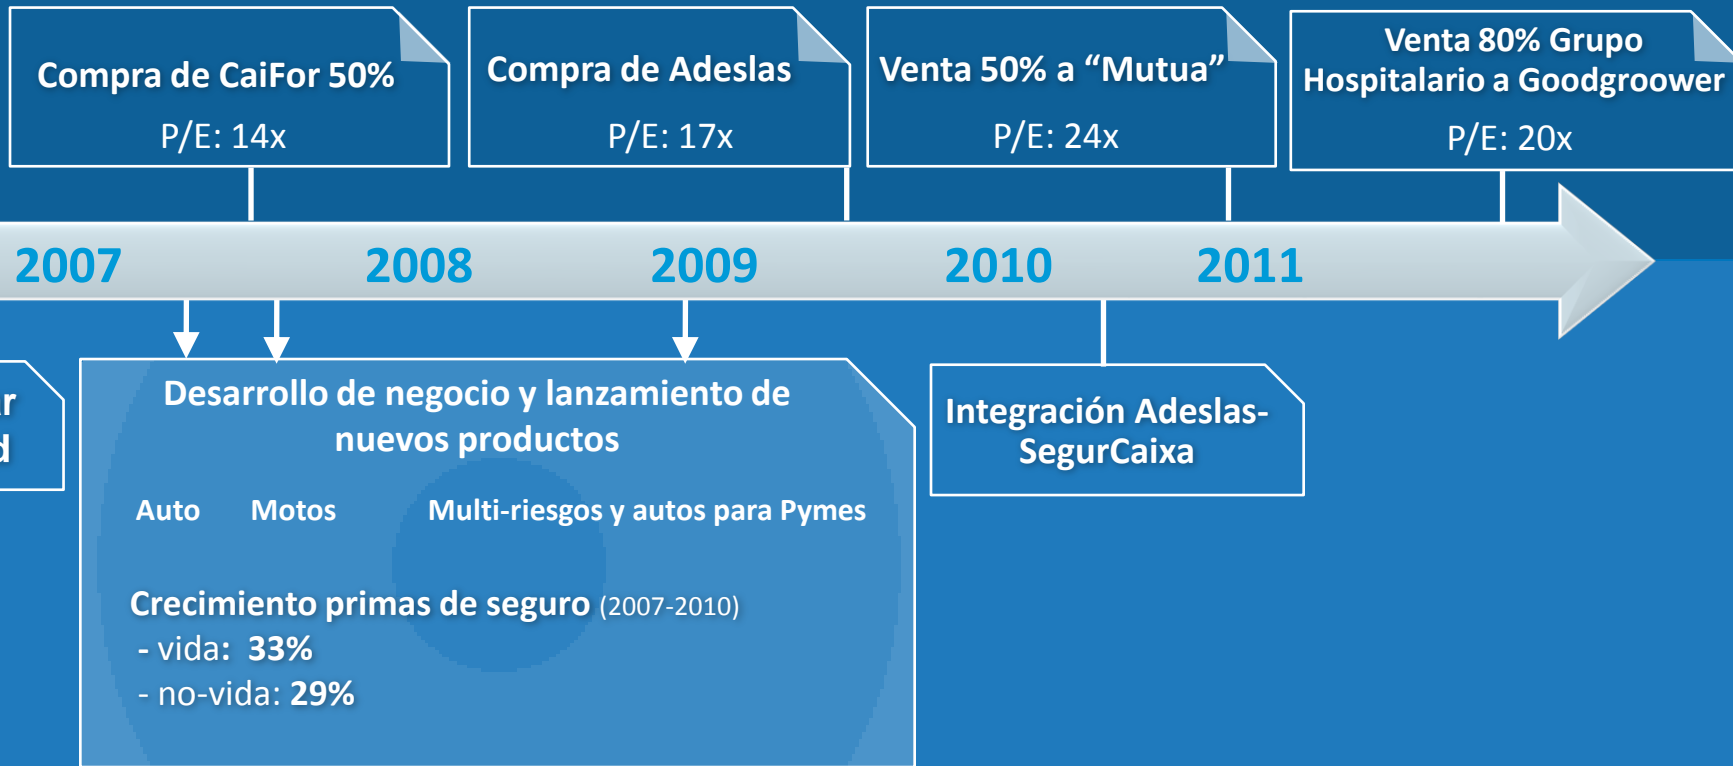 Compra de CaiFor 50%
P/E: 14x
Compra de Adeslas
P/E: 17x
Venta 50% a “Mutua”
P/E: 24x
Venta 80% Grupo
Hospitalario a Goodgroower
P/E: 20x
2007 2008 2009 2010 2011
Desarrollo de negocio y lanzamiento de
nuevos productos
Auto Motos Multi-riesgos y autos para Pymes
Crecimiento primas de seguro (2007-2010)
- vida: 33%
- no-vida: 29%
Integración Adeslas-
SegurCaixa